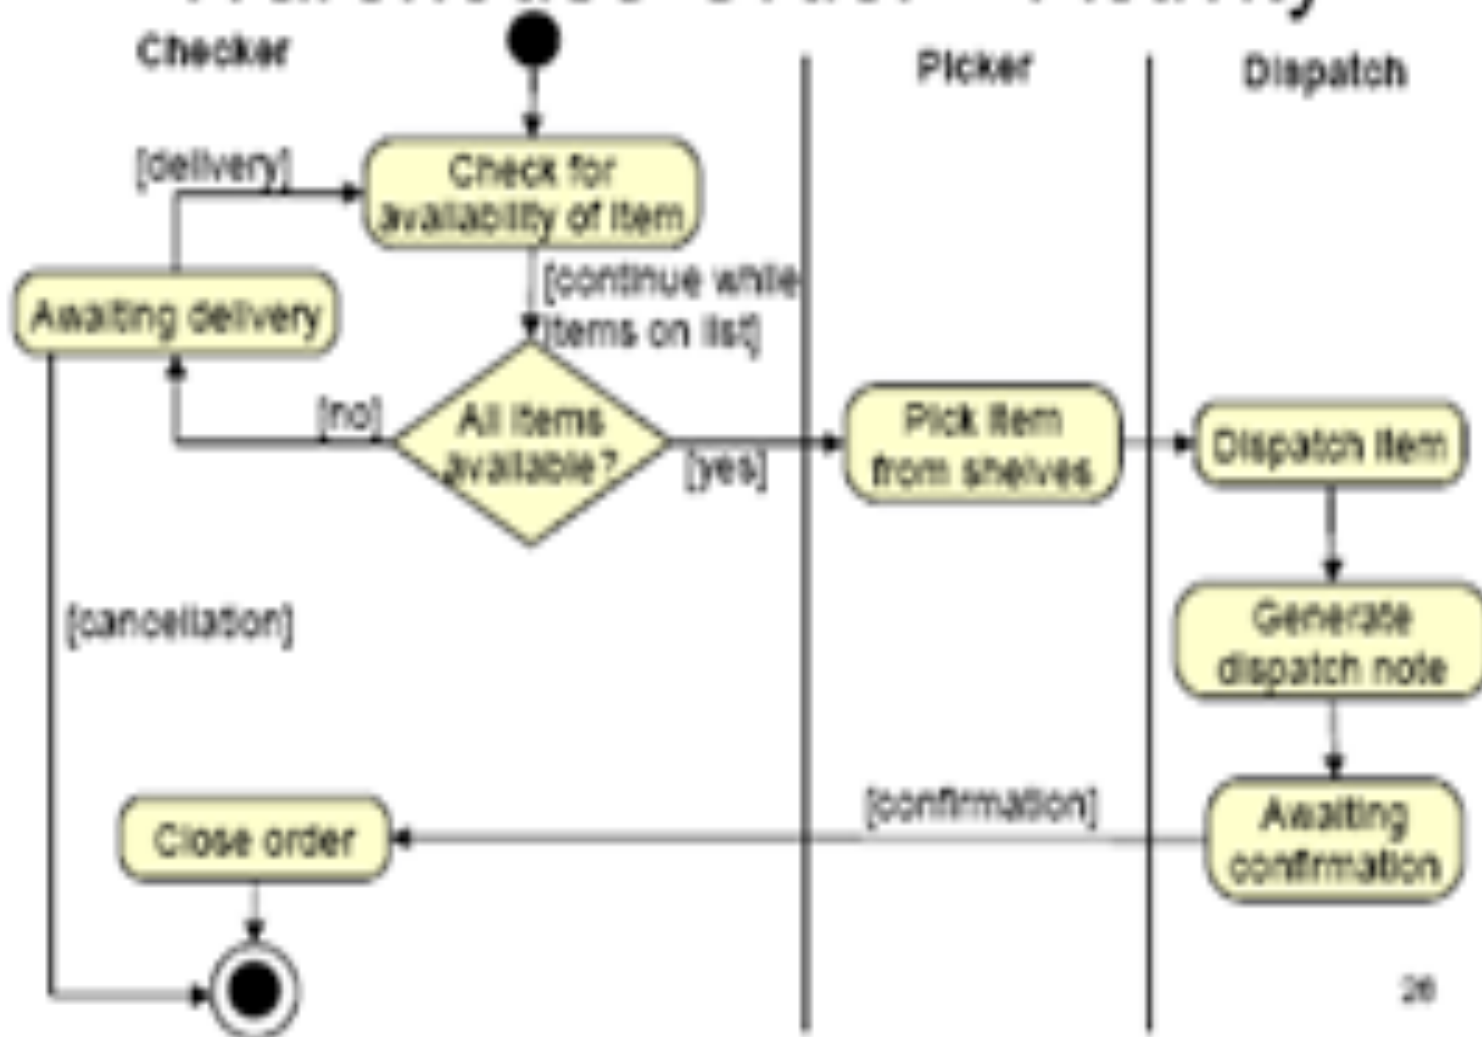 Checker
Picker
Dispatch
[delivery]
Check for
availability of item
[continue while
items on list]
Awaiting delivery
[no]
All items
available?
[yes]
Pick item
from shelves
Dispatch item
[cancellation]
Generate
dispatch note
[confirmation]
Awaiting
confirmation
Close order